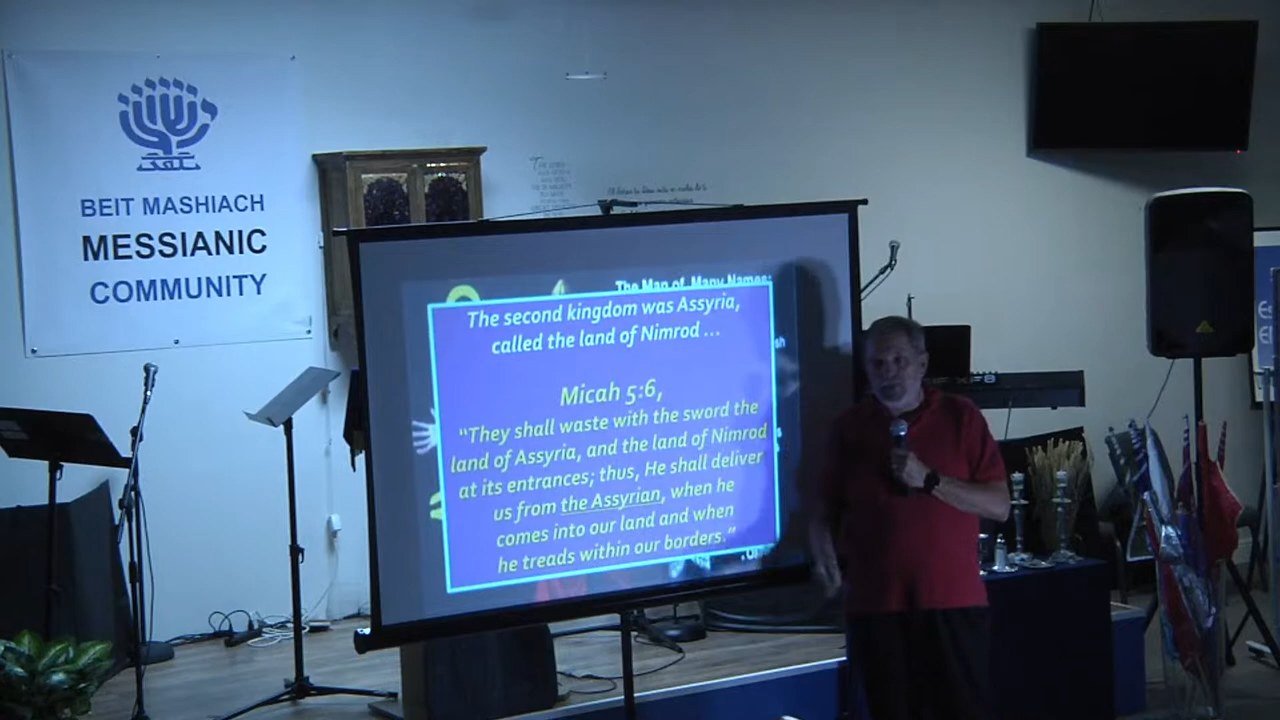 BEIT MASHIACH
MESSIANIC
COMMUNITY
The Man of Many Names:
The second kingdom was Assyria,
called the land of Nimrod ...
Micah 5:6,
“They shall waste with the sword the
land of Assyria, and the land of Nimrod
at its entrances; thus, He shall deliver
us from the Assyrian, when he
comes into our land and when
he treads within our borders.”